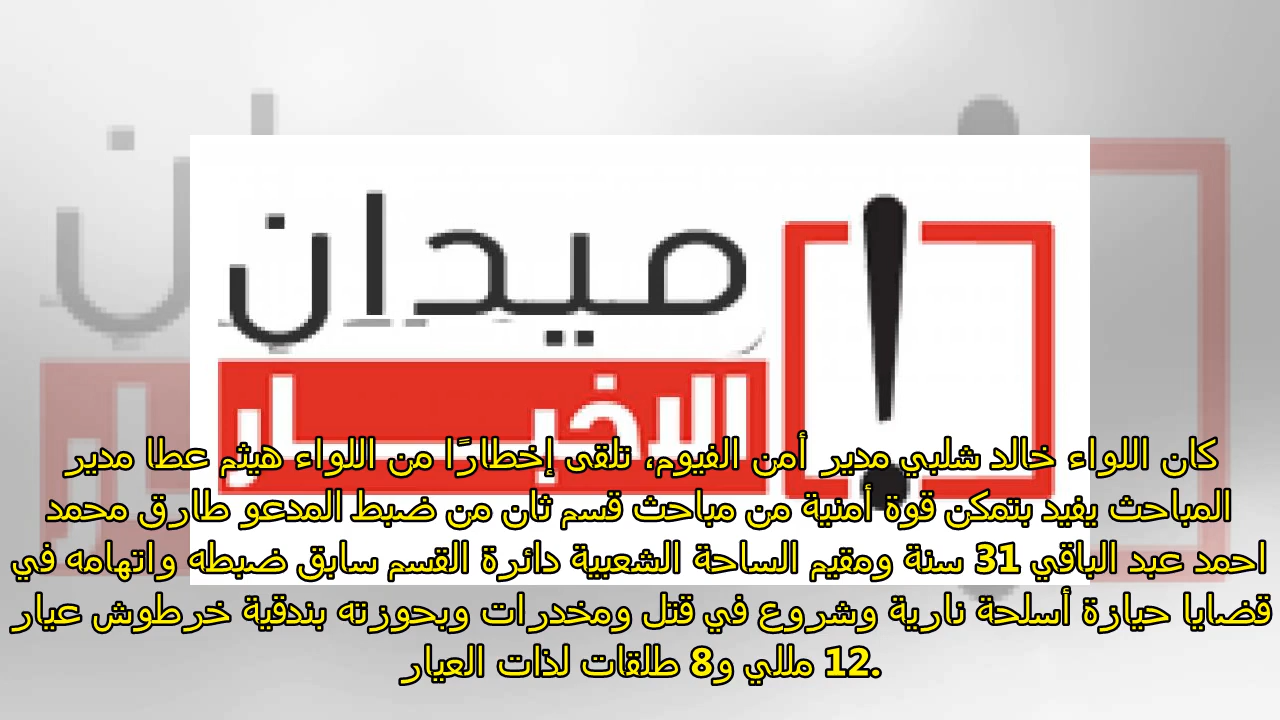 ميدان
الاخبار
كان اللواء خالد شلبي مدير أمن الفيوم، تلقى إخطارًا من اللواء هيثم عطا مدير
المباحث يفيد بتمكن قوة أمنية من مباحث قسم ثان من ضبط المدعو طارق محمد
احمد عبد الباقي 31 سنة ومقيم الساحة الشعبية دائرة القسم سابق ضبطه واتهامه في
قضايا حيازة أسلحة نارية وشروع في قتل ومخدرات وبحوزته بندقية خرطوش عيار
12 مللي و8 طلقات لذات العيار.